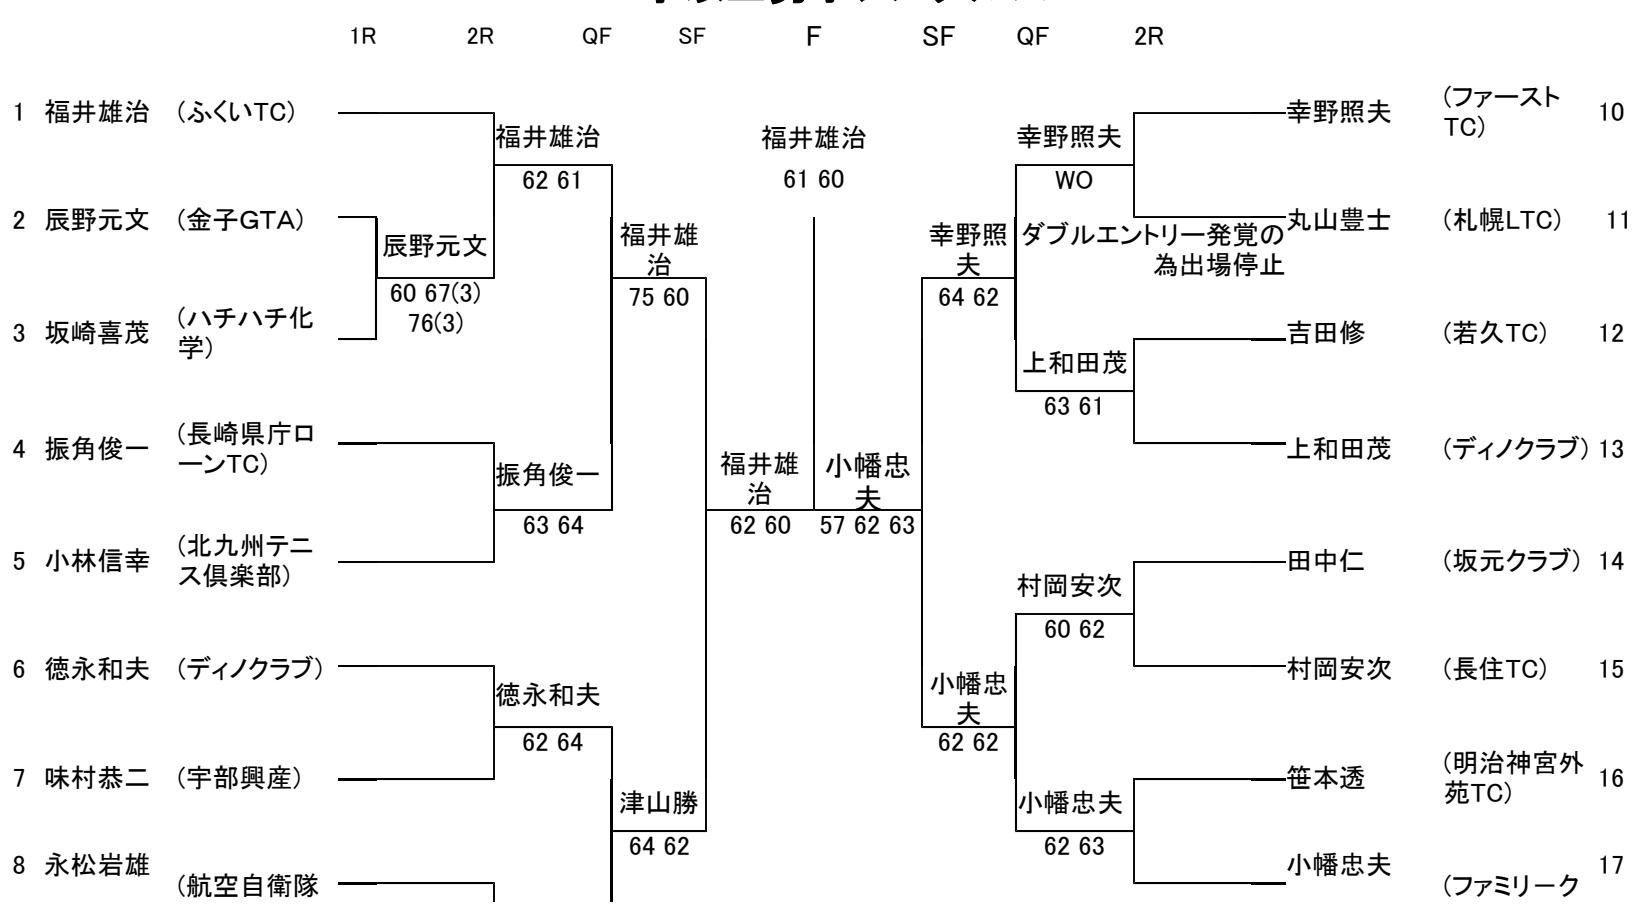 1R 2R QF SF F SF QF 2R
1 福井雄治 (ふくいTC)
幸野照夫 (ファースト
TC) 10
福井雄治
62 61
福井雄治
61 60
幸野照夫
WO
2 辰野元文 (金子GTA)
丸山豊士 (札幌LTC) 11
辰野元文
60 67(3)
76(3)
福井雄
治
75 60
幸野照
夫
64 62
ダブルエントリー発覚の
為出場停止
3 坂崎喜茂 (ハチハチ化
学)
吉田修 (若久TC) 12
上和田茂
63 61
4 振角俊一 (長崎県庁ロ
ーンTC)
上和田茂 (ディノクラブ) 13
振角俊一
63 64
福井雄
治
62 60
小幡忠
夫
57 62 63
5 小林信幸 (北九州テニ
ス倶楽部)
田中仁 (坂元クラブ) 14
村岡安次
60 62
6 徳永和夫 (ディノクラブ)
村岡安次 (長住TC) 15
徳永和夫
62 64
小幡忠
夫
62 62
7 味村恭二 (宇部興産)
笹本透 (明治神宮外
苑TC) 16
津山勝
64 62
小幡忠夫
62 63
8 永松岩雄
(航空自衛隊
小幡忠夫 17
(ファミリーク